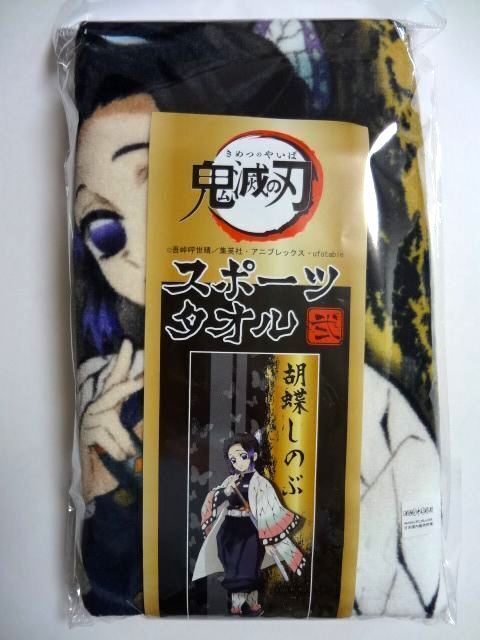 きめつのやいば
鬼滅の刃
©吾峠呼世晴／集英社・アニプレックス・ufotable
スポーツ
タオル 弐
胡蝶しのぶ